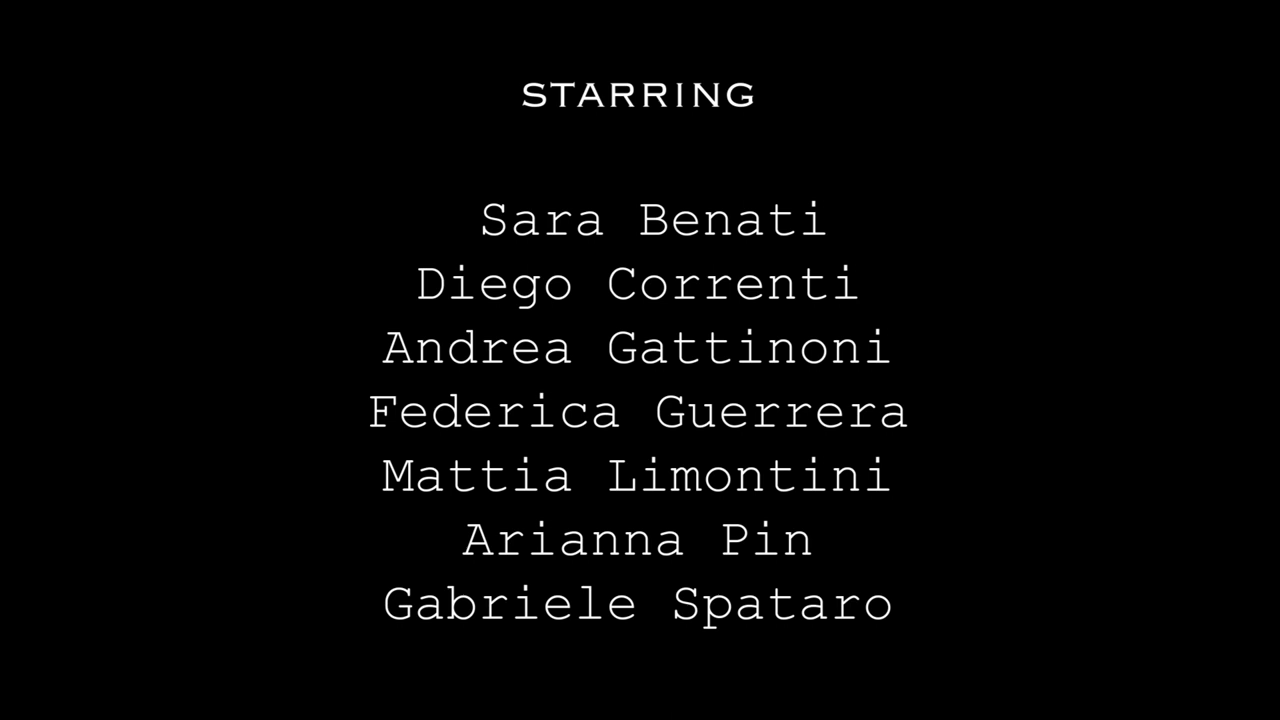 STARRING
Sara Benati
Diego Correnti
Andrea Gattinoni
Federica Guerrera
Mattia Limontini
Arianna Pin
Gabriele Spataro